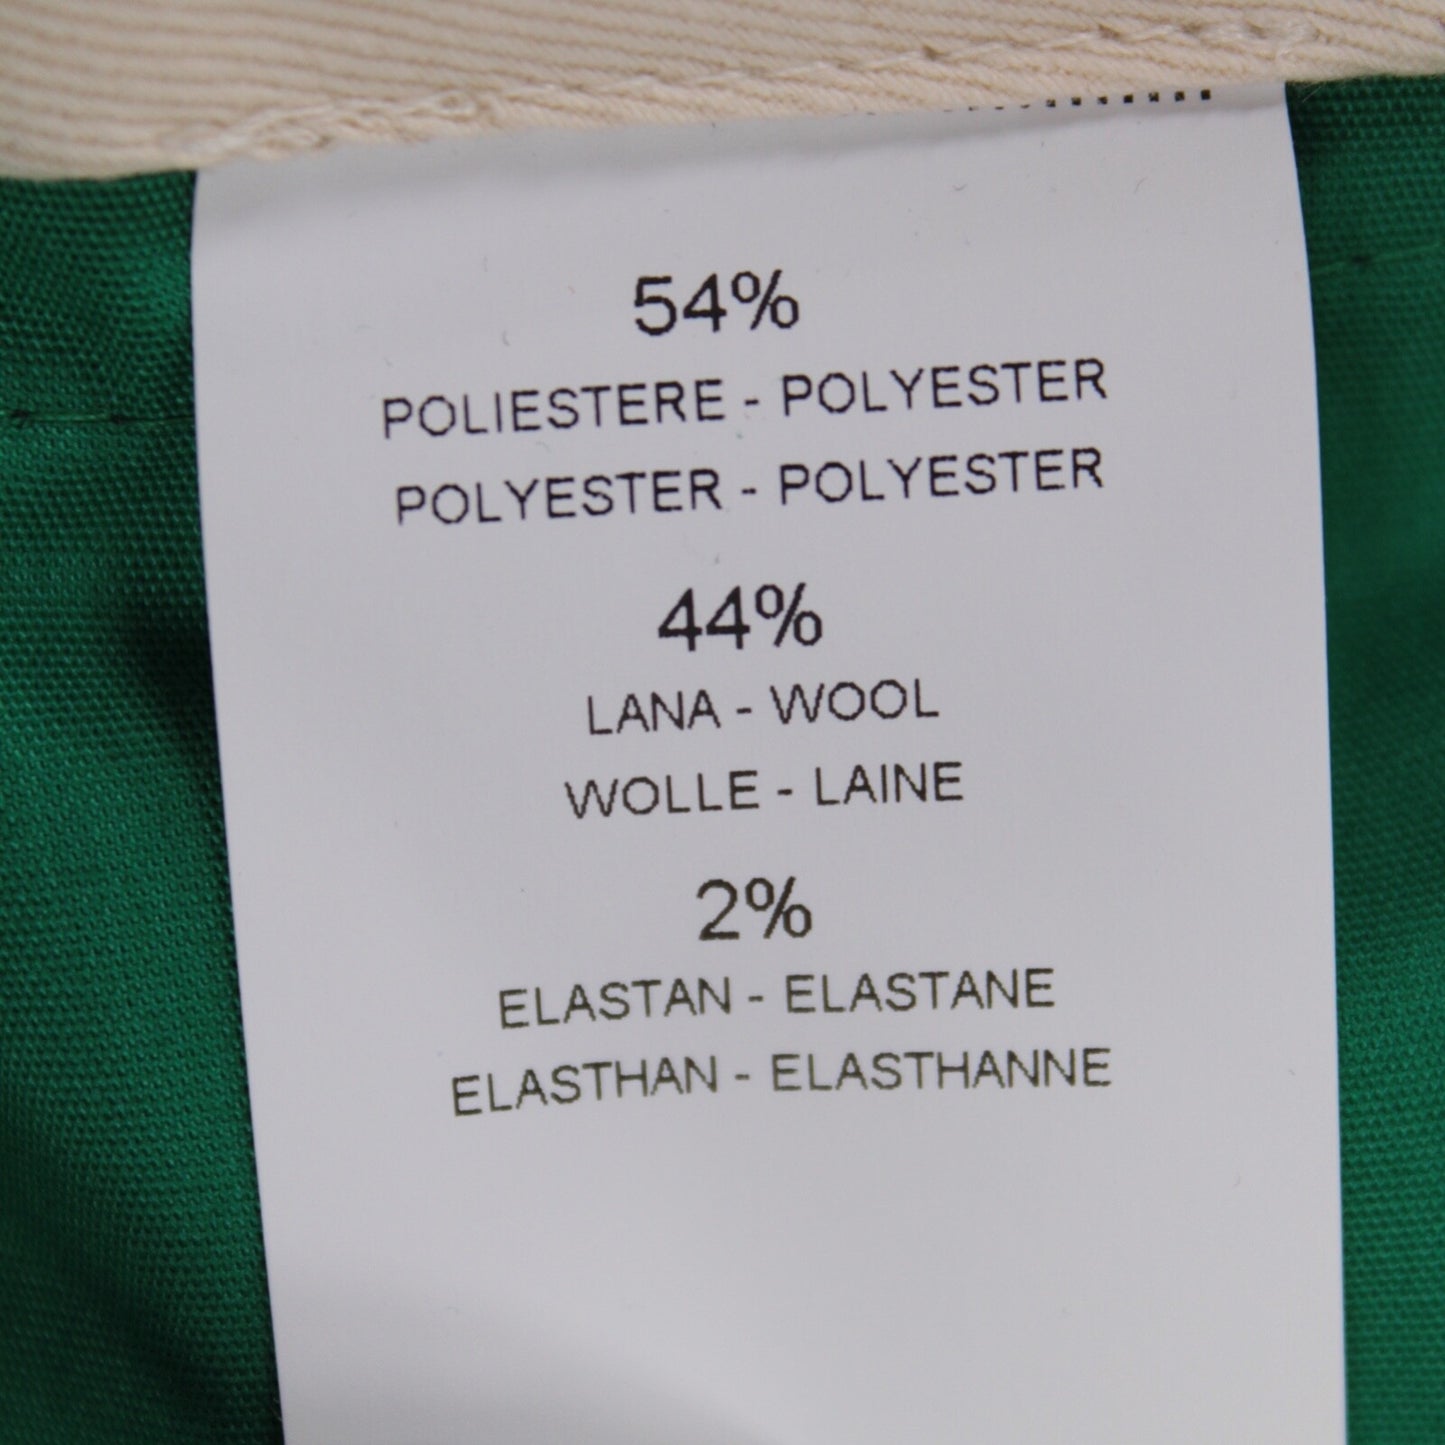 54%
POLIESTERE - POLYESTER
POLYESTER - POLYESTER
44%
LANA - WOOL
WOLLE - LAINE
2%
ELASTAN - ELASTANE
ELASTHAN - ELASTHANNE